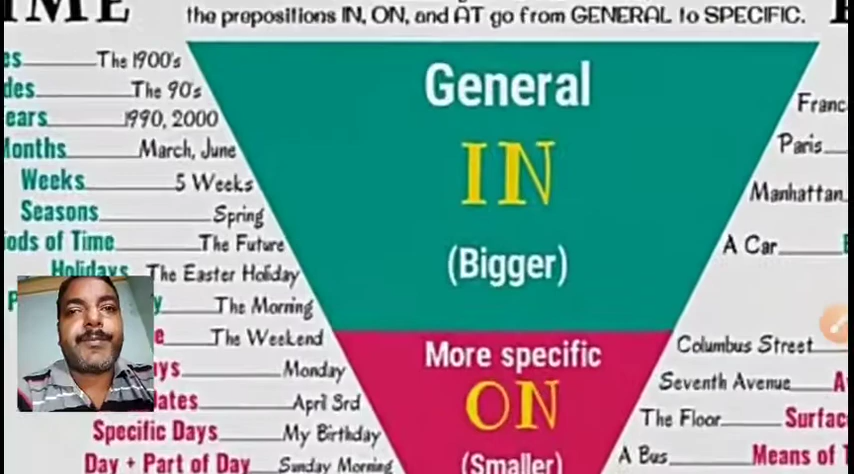 the prepositions IN, ON, and AT go from GENERAL to SPECIFIC.
The 1900's
The 90's
1990, 2000
March, June
Weeks 5 Weeks
Seasons Spring
of Time The Future
Holidays The Easter Holiday
The Morning
The Weekend
Monday
April 3rd
Specific Days My Birthday
Day + Part of Day Sunday Morning
General
IN
(Bigger)
More specific
ON
(Smaller)
Paris
Manhattan
A Car
Columbus Street
Seventh Avenue
The Floor
A Bus Means of